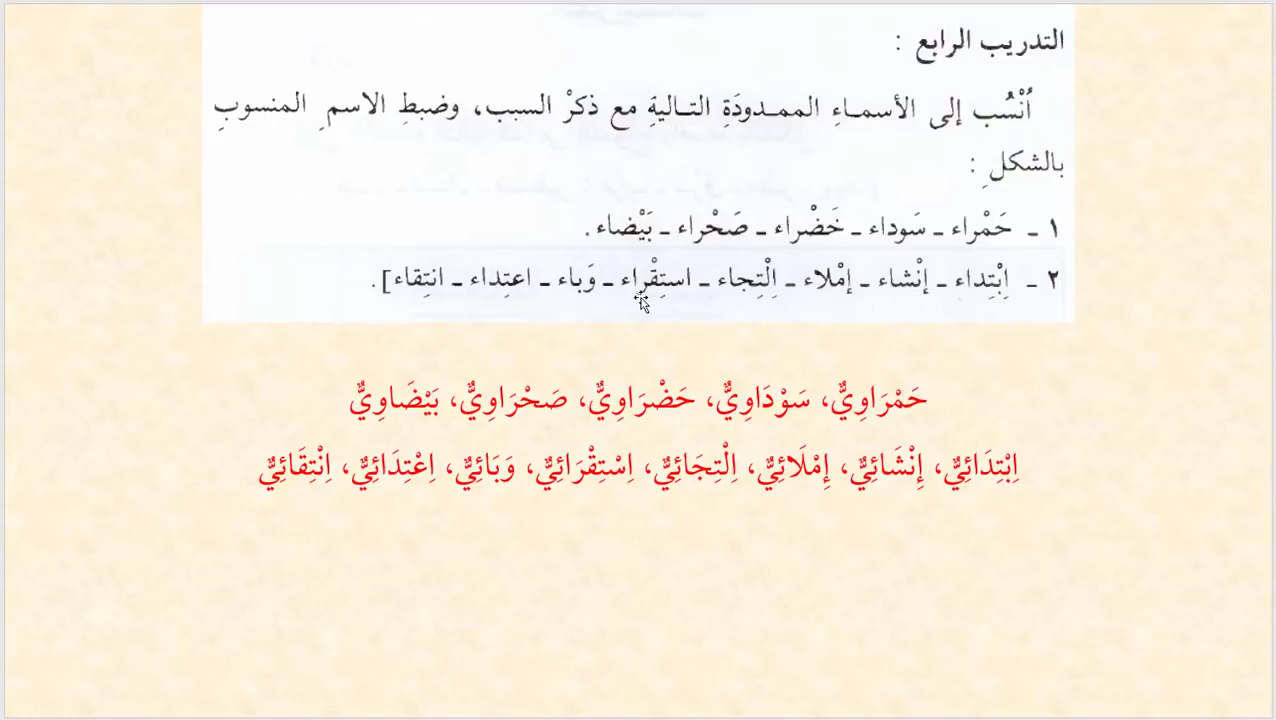 التدريب الرابع :
اُنْسُب إلى الأسماءِ الممدودَةِ التاليةِ مع ذكرْ السبب، وضبطِ الاسمِ المنسوبِ
بالشكلِ :
١ - حَمْراء - سَوداء - خَضْراء - صَحْراء - بَيْضاء .
٢ - اِبْتِداء - إنْشاء - إمْلاء - اِلْتِجاء - استِقْراء - وَباء - اعتِداء - انتِقاء] .
حَمْرَاوِيٌّ، سَوْدَاوِيٌّ، حَضْرَاوِيٌّ، صَحْرَاوِيٌّ، بَيْضَاوِيٌّ
اِبْتِدَائِيٌّ، إِنْشَائِيٌّ، إِمْلَائِيٌّ، اِلْتِجَائِيٌّ، اِسْتِقْرَائِيٌّ، وَبَائِيٌّ، اِعْتِدَائِيٌّ، اِنْتِقَائِيٌّ